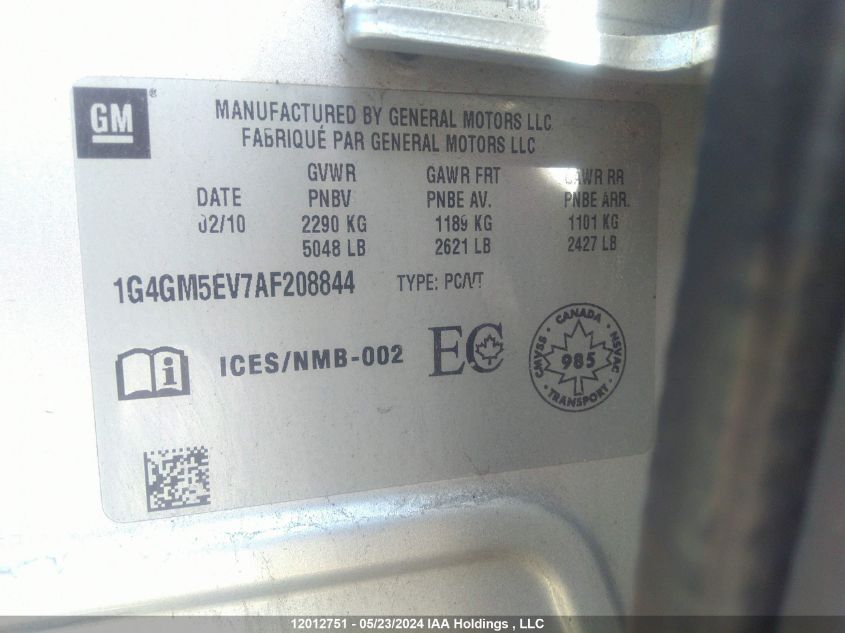 GM
MANUFACTURED BY GENERAL MOTORS LLC
FABRIQUÉ PAR GENERAL MOTORS LLC
GVWR GAWR FRT GAWR RR
DATE PNBV PNBE AV. PNBE ARR.
02/10 2290 KG 1189 KG 1101 KG
5048 LB 2621 LB 2427 LB
1G4GM5EV7AF208844 TYPE: PC/VT
ICES/NMB-002 EC
CANADA
CMVSS 985 NSVAC
TRANSPORT
12012751 - 05/23/2024 IAA Holdings , LLC